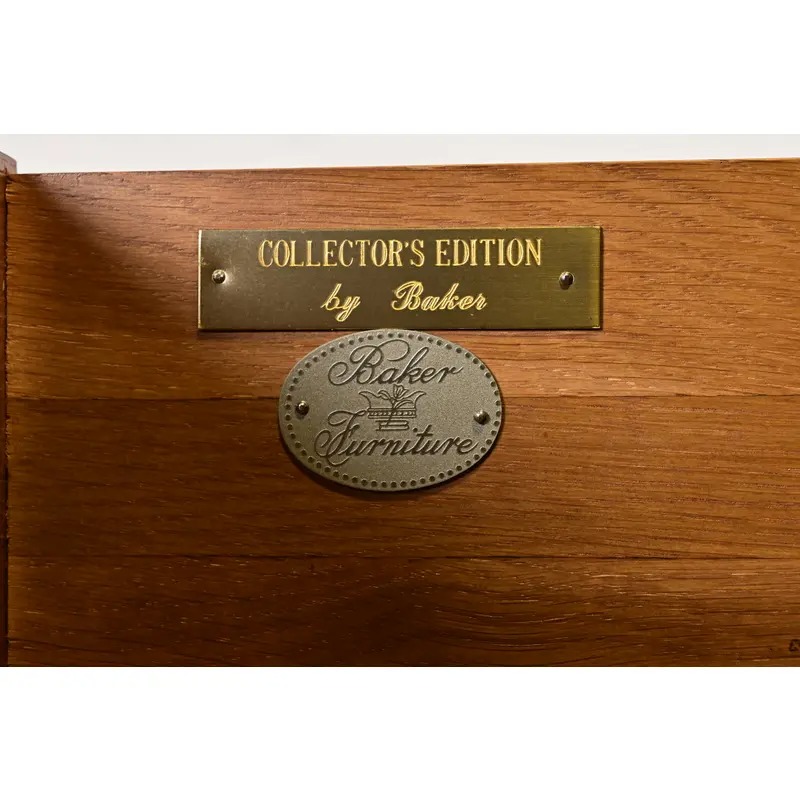 COLLECTOR'S EDITION
by Baker
Baker
Furniture